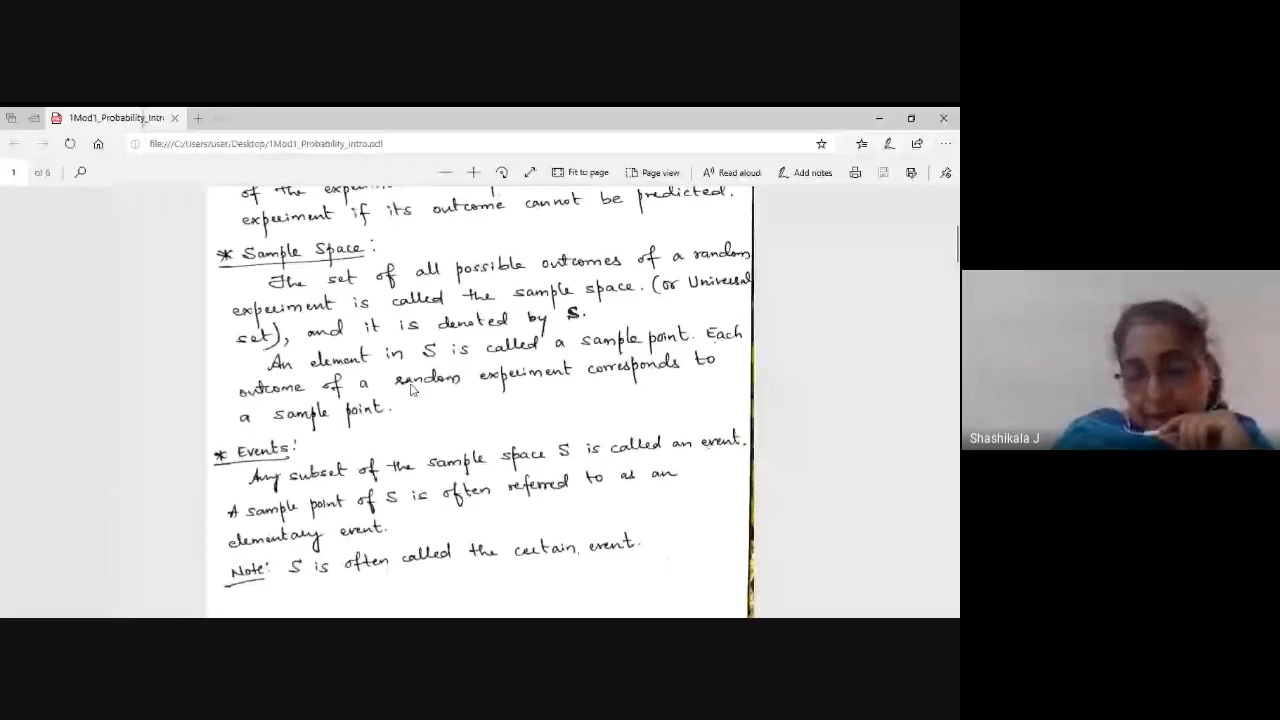 1Mod1_Probability_Intr
file:///C:/Users/user/Desktop/1Mod1_Probability_Intro.pdf
1 of 6 Fit to page Page view Read aloud Add notes
of the
experiment if its outcome cannot be predicted.
* Sample Space:
The set of all possible outcomes of a random
experiment is called the sample space. (or Universal
set), and it is denoted by S.
An element in S is called a sample point. Each
outcome of a random experiment corresponds to
a sample point.
* Events:
Any subset of the sample space S is called an event.
A sample point of S is often referred to as an
elementary event.
Note: S is often called the certain event.
Shashikala J